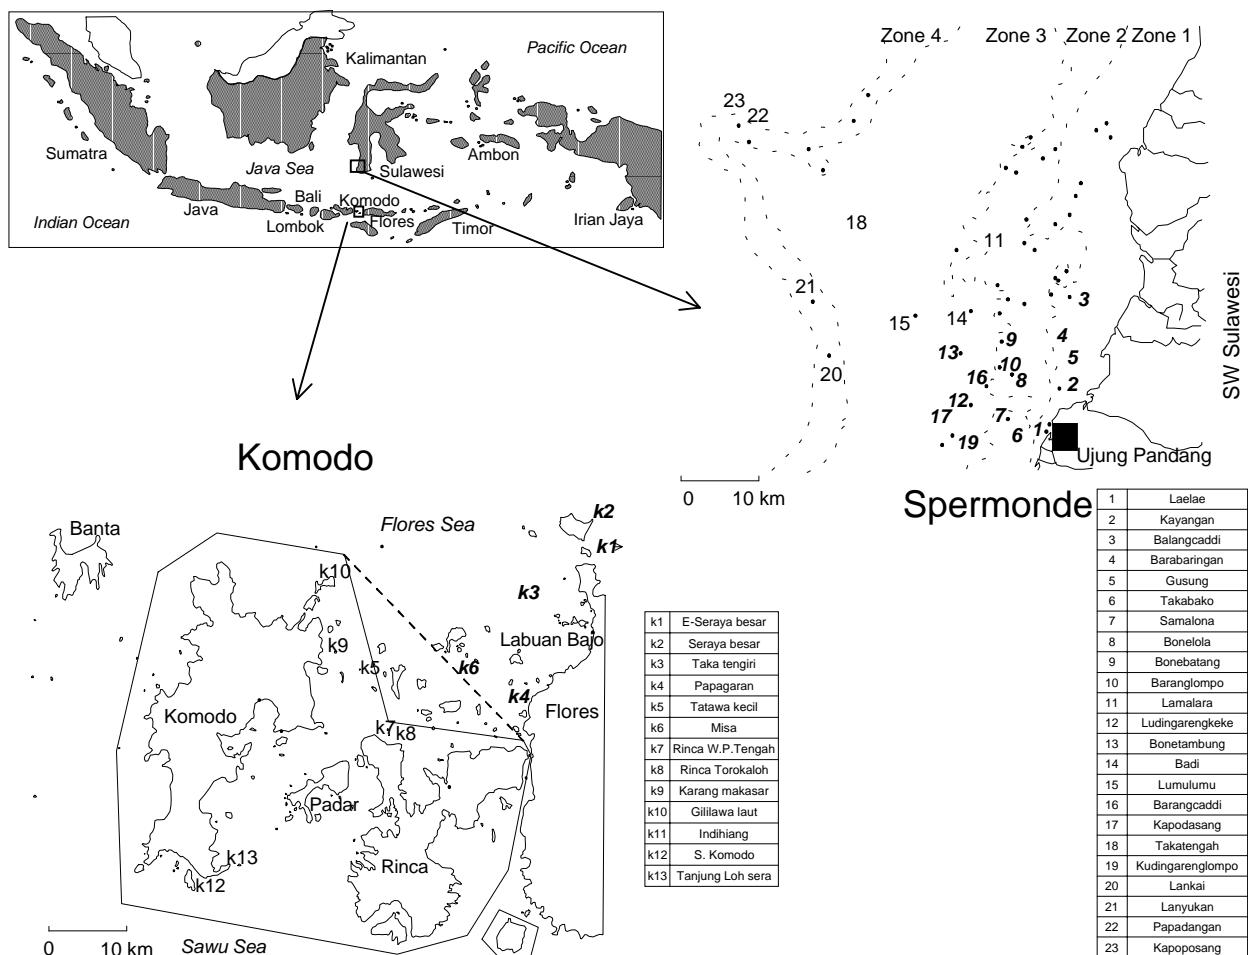 Pacific Ocean
Kalimantan
Sumatra
Java Sea
Sulawesi
Ambon
Bali
Komodo
Java
Lombok
Flores
Timor
Irian Jaya
Indian Ocean
Zone 4
Zone 3
Zone 2
Zone 1
23
22
18
11
21
3
15
14
4
9
13
5
10
20
16
8
2
12
17
7
1
6
19
SW Sulawesi
Ujung Pandang
0 10 km
Spermonde
Komodo
Banta
Flores Sea
k2
k1
k10
k3
Labuan Bajo
k9
k5
k6
k4
Komodo
k7
k8
Flores
Padar
k13
k12
Rinca
0 10 km
Sawu Sea
k1 E-Seraya besar
k2 Seraya besar
k3 Taka tengiri
k4 Papagaran
k5 Tatawa kecil
k6 Misa
k7 Rinca W.P.Tengah
k8 Rinca Torokaloh
k9 Karang makasar
k10 Gililawa laut
k11 Indihiang
k12 S. Komodo
k13 Tanjung Loh sera
1 Laelae
2 Kayangan
3 Balangcaddi
4 Barabaringan
5 Gusung
6 Takabako
7 Samalona
8 Bonelola
9 Bonebatang
10 Baranglompo
11 Lamalara
12 Ludingarengkeke
13 Bonetambung
14 Badi
15 Lumulumu
16 Barangcaddi
17 Kapodasang
18 Takatengah
19 Kudingarenglompo
20 Lankai
21 Lanyukan
22 Papadangan
23 Kapoposang